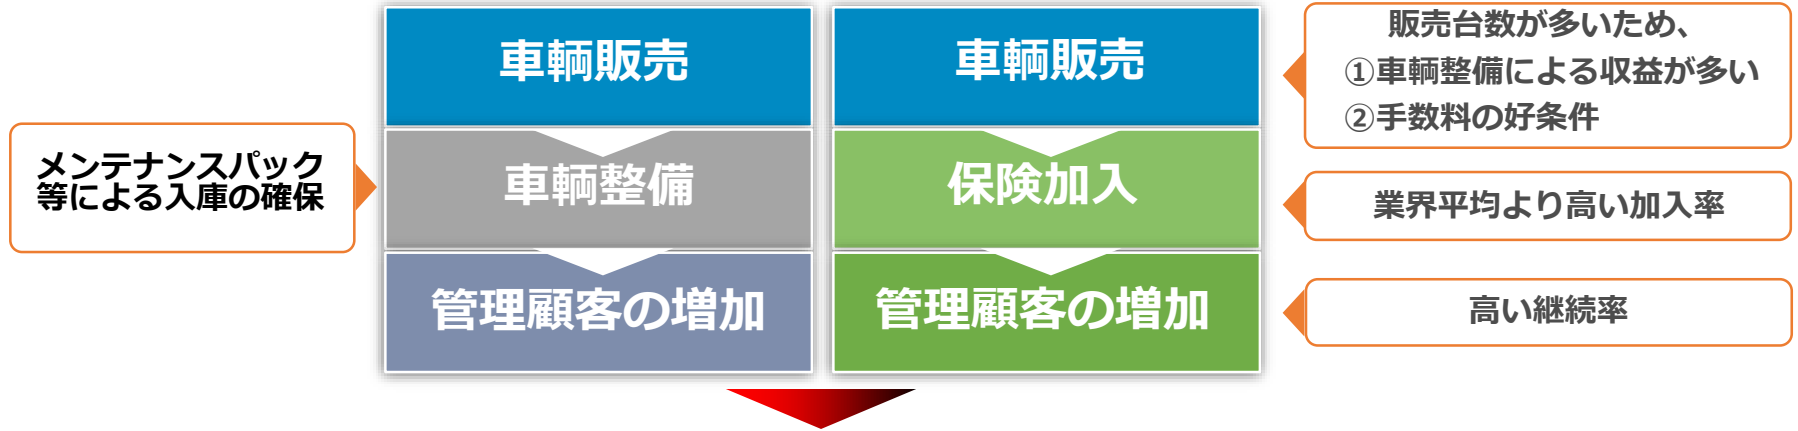 メンテナンスパック
等による入庫の確保
車輌販売
車輌整備
管理顧客の増加
車輌販売
保険加入
管理顧客の増加
販売台数が多いため、
①車輌整備による収益が多い
②手数料の好条件
業界平均より高い加入率
高い継続率